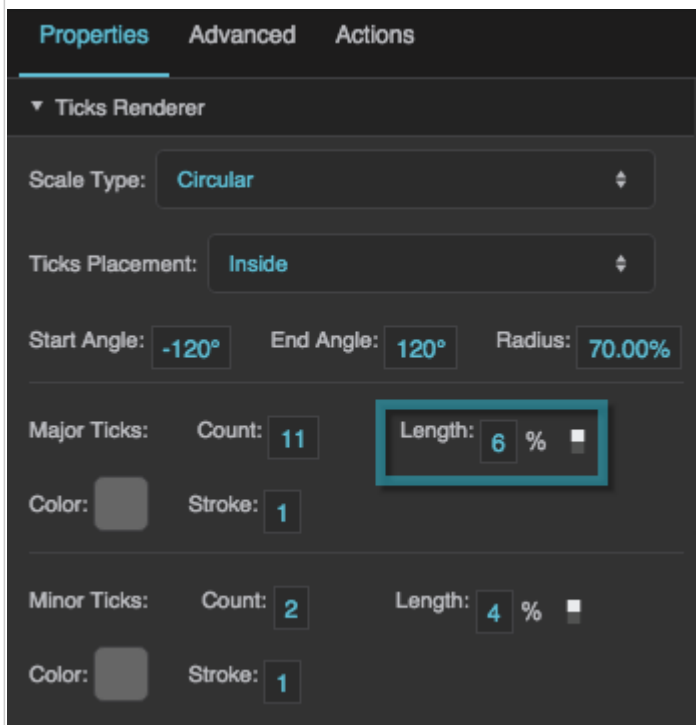 Properties Advanced Actions
Ticks Renderer
Scale Type: Circular
Ticks Placement: Inside
Start Angle: -120° End Angle: 120° Radius: 70.00%
Major Ticks: Count: 11 Length: 6 %
Color: Stroke: 1
Minor Ticks: Count: 2 Length: 4 %
Color: Stroke: 1